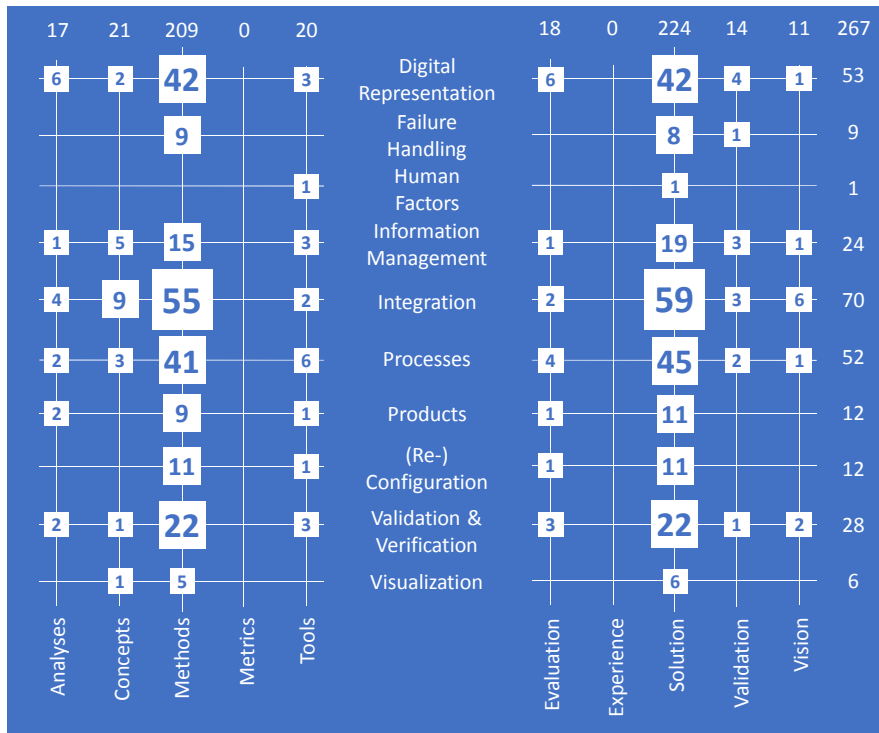 17 21 209 0 20 18 0 224 14 11 267
6 2 42 3 Digital 6 42 4 1 53
Representation
9 Failure 8 1 9
Handling
1 Human 1 1
Factors
1 5 15 3 Information 1 19 3 1 24
Management
4 9 55 2 Integration 2 59 3 6 70
2 3 41 6 Processes 4 45 2 1 52
2 9 1 Products 1 11 12
11 1 (Re-) 1 11 12
Configuration
2 1 22 3 Validation & 3 22 1 2 28
Verification
1 5 Visualization 6 6
Analyses
Concepts
Methods
Metrics
Tools
Evaluation
Experience
Solution
Validation
Vision